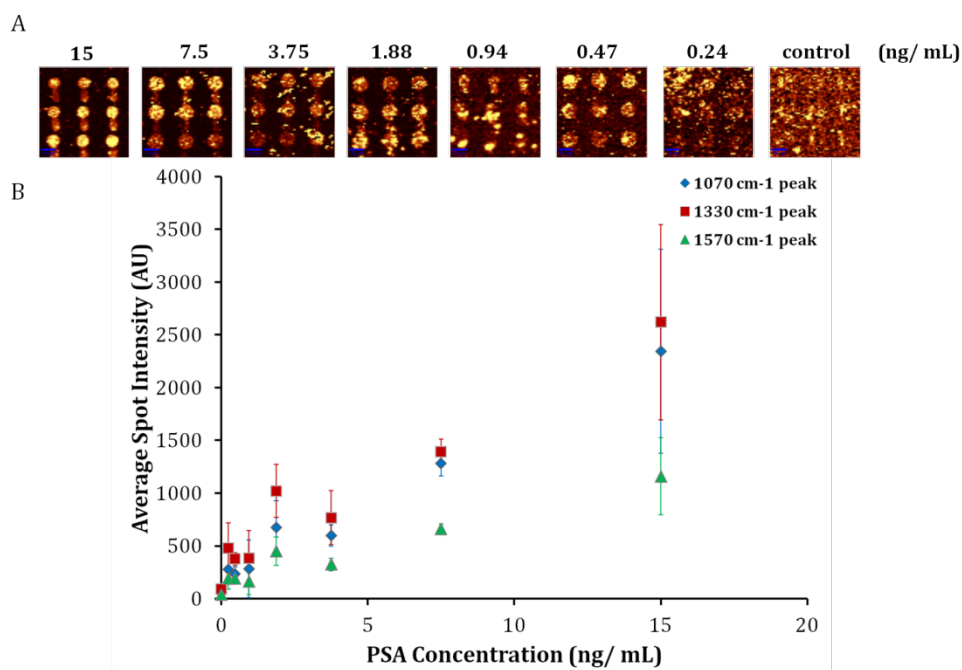 A
15 7.5 3.75 1.88 0.94 0.47 0.24 control (ng/ mL)
B
4000
3500
3000
2500
2000
1500
1000
500
0
Average Spot Intensity (AU)
1070 cm-1 peak
1330 cm-1 peak
1570 cm-1 peak
0 5 10 15 20
PSA Concentration (ng/ mL)